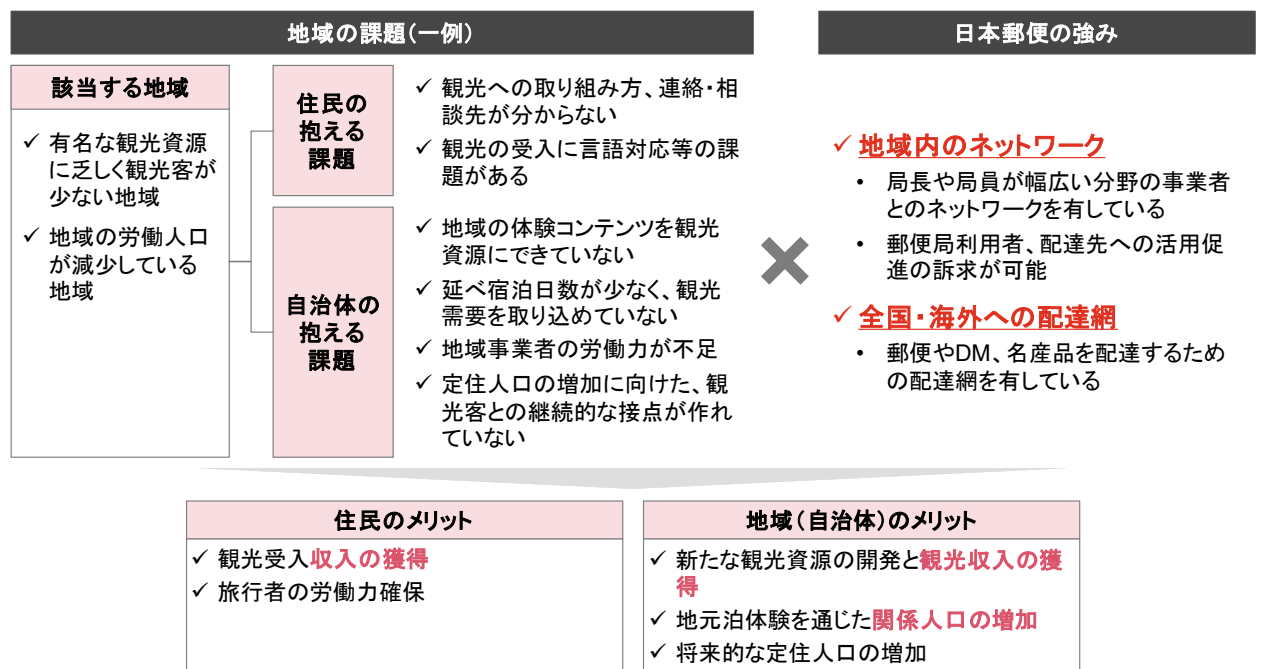 地域の課題(一例)
日本郵便の強み
該当する地域
✓ 有名な観光資源
に乏しく観光客が
少ない地域
✓ 地域の労働人口
が減少している
地域
住民の
抱える
課題
✓ 観光への取り組み方、連絡・相
談先が分からない
✓ 観光の受入に言語対応等の課
題がある
自治体の
抱える
課題
✓ 地域の体験コンテンツを観光
資源にできていない
✓ 延べ宿泊日数が少なく、観光
需要を取り込めていない
✓ 地域事業者の労働力が不足
✓ 定住人口の増加に向けた、観
光客との継続的な接点が作れ
ていない
✓ 地域内のネットワーク
• 局長や局員が幅広い分野の事業者
とのネットワークを有している
• 郵便局利用者、配達先への活用促
進の訴求が可能
✓ 全国・海外への配達網
• 郵便やDM、名産品を配達するため
の配達網を有している
住民のメリット
✓ 観光受入収入の獲得
✓ 旅行者の労働力確保
地域(自治体)のメリット
✓ 新たな観光資源の開発と観光収入の獲
得
✓ 地元泊体験を通じた関係人口の増加
✓ 将来的な定住人口の増加